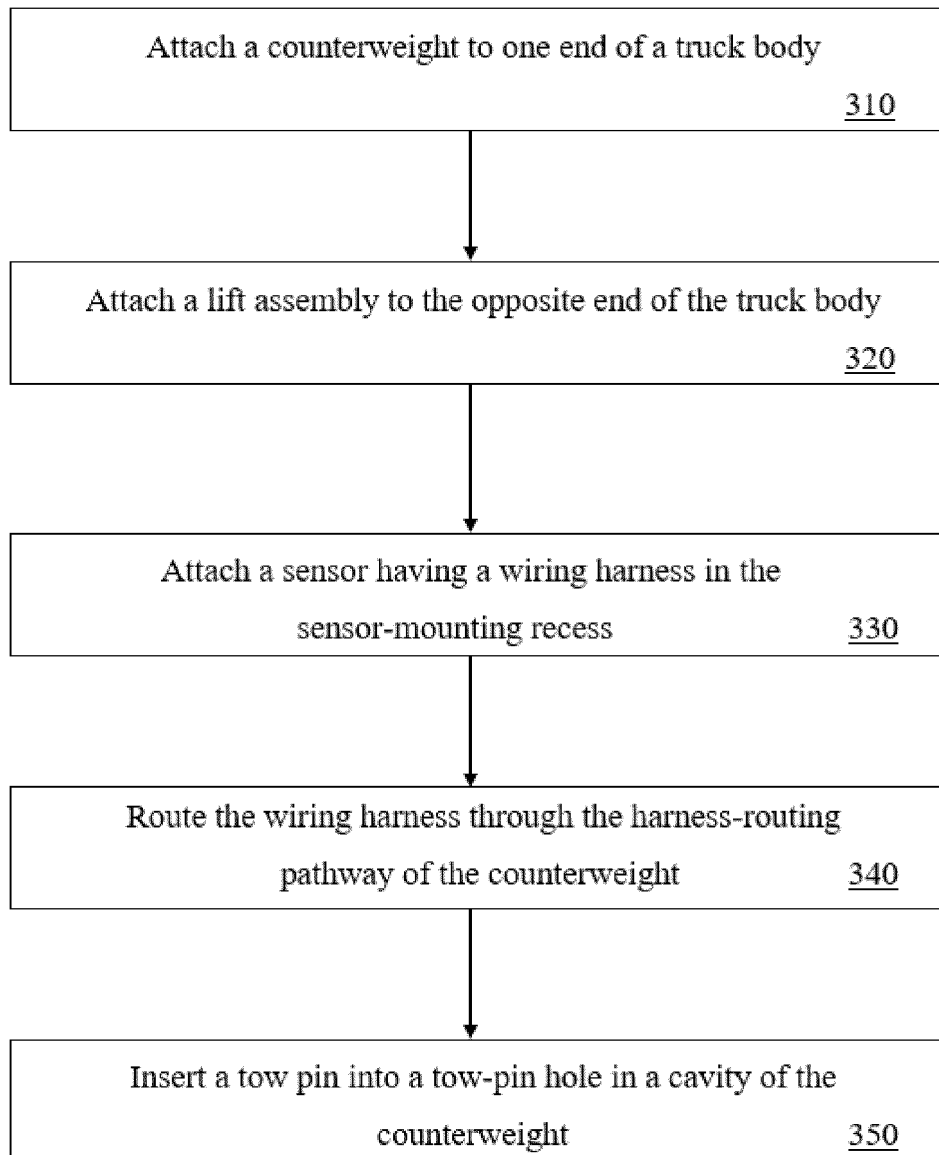 Attach a counterweight to one end of a truck body
310
Attach a lift assembly to the opposite end of the truck body
320
Attach a sensor having a wiring harness in the
sensor-mounting recess 330
Route the wiring harness through the harness-routing
pathway of the counterweight 340
Insert a tow pin into a tow-pin hole in a cavity of the
counterweight 350